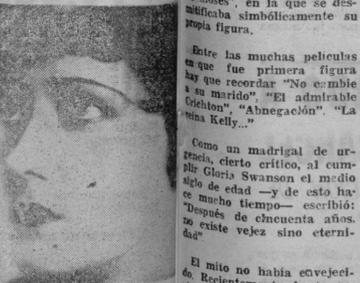 en la que se des-
mitificaba simbólicamente su
propia figura.
Entre las muchas películas
en que fue primera figura
hay que recordar "No cambie
a su marido", "El admirable
Crichton", "Abnegación". "La
reina Kelly..."
Como un madrigal de ur-
gencia, cierto crítico, al cum-
plir Gloria Swanson el medio
siglo de edad —y de esto ha-
ce mucho tiempo— escribió:
"Después de cincuenta años.
no existe vejez sino eterni-
dad"
El mito no había envejeci-
do.